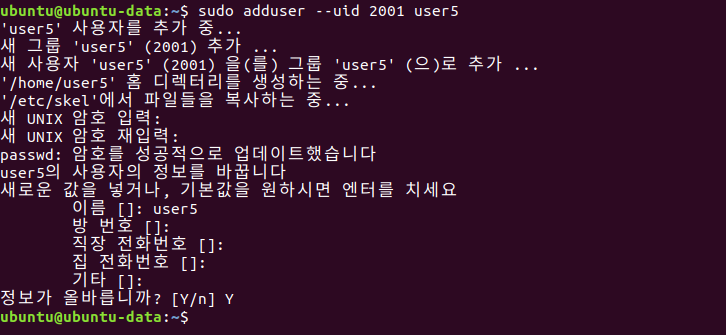 ubuntu@ubuntu-data:~$ sudo adduser --uid 2001 user5
'user5' 사용자를 추가 중...
새 그룹 'user5' (2001) 추가 ...
새 사용자 'user5' (2001) 을(를) 그룹 'user5' (으)로 추가 ...
'/home/user5' 홈 디렉터리를 생성하는 중...
'/etc/skel'에서 파일들을 복사하는 중...
새 UNIX 암호 입력:
새 UNIX 암호 재입력:
passwd: 암호를 성공적으로 업데이트했습니다
user5의 사용자의 정보를 바꿉니다
새로운 값을 넣거나, 기본값을 원하시면 엔터를 치세요
이름 []: user5
방 번호 []:
직장 전화번호 []:
집 전화번호 []:
기타 []:
정보가 올바릅니까? [Y/n] Y
ubuntu@ubuntu-data:~$